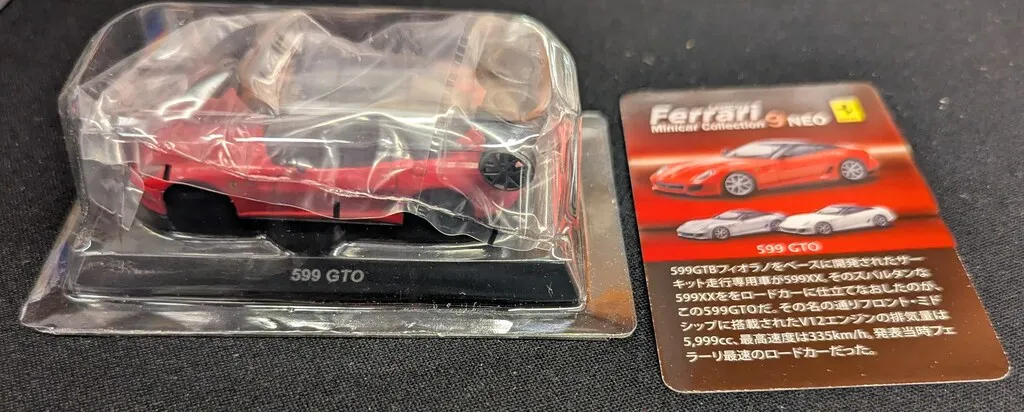 599 GTO
Ferrari 9 NEO
Minicar Collection
599 GTO
599GTBフィオラノをベースに開発されたサー
キット走行専用車が599XX。そのスパルタンな
599XXををロードカーに仕立てなおしたのが、
この599GTOだ。その名の通りフロント・ミド
シップに搭載されたV12エンジンの排気量は
5,999cc、最高速度は335km/h。発表当時フェ
ラーリ最速のロードカーだった。